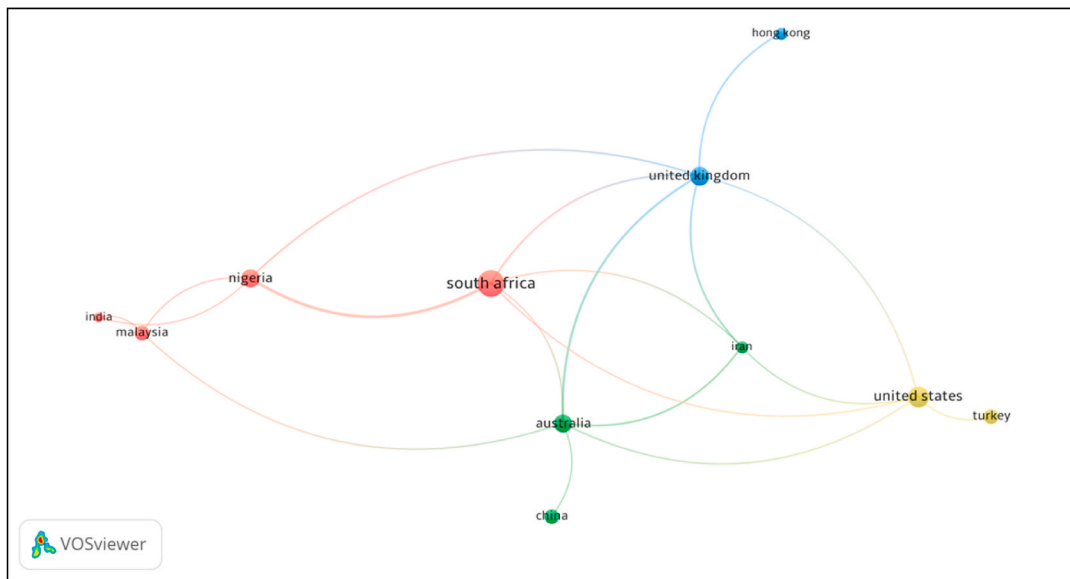 hong kong
united kingdom
nigeria
south africa
india
malaysia
iran
united states
turkey
australia
china
VOSviewer